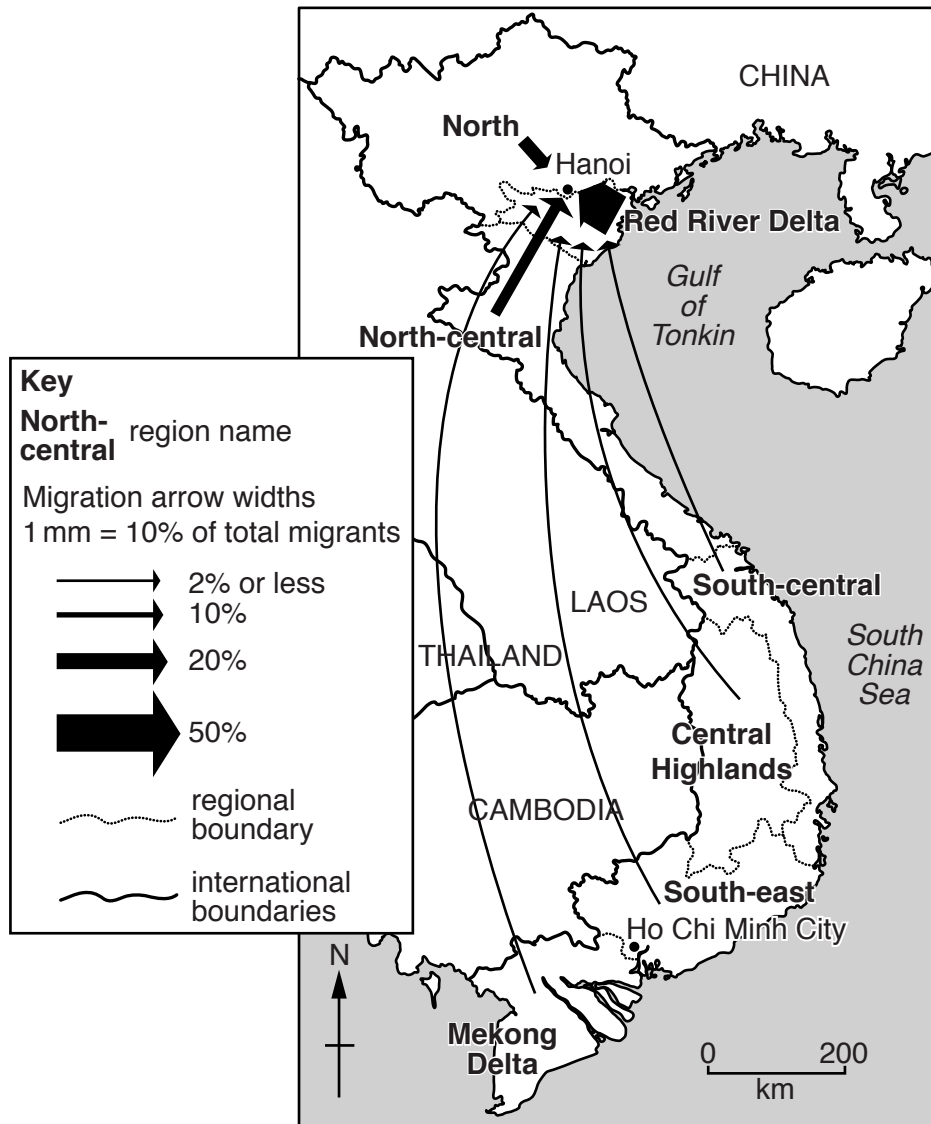 CHINA
North
Hanoi
Red River Delta
Gulf
of
Tonkin
North-central
Key
North-
central region name
Migration arrow widths
1 mm = 10% of total migrants
2% or less
10%
20%
50%
regional
boundary
international
boundaries
LAOS
THAILAND
South-central
South
China
Sea
Central
Highlands
CAMBODIA
South-east
Ho Chi Minh City
N
Mekong
Delta
0 200
km